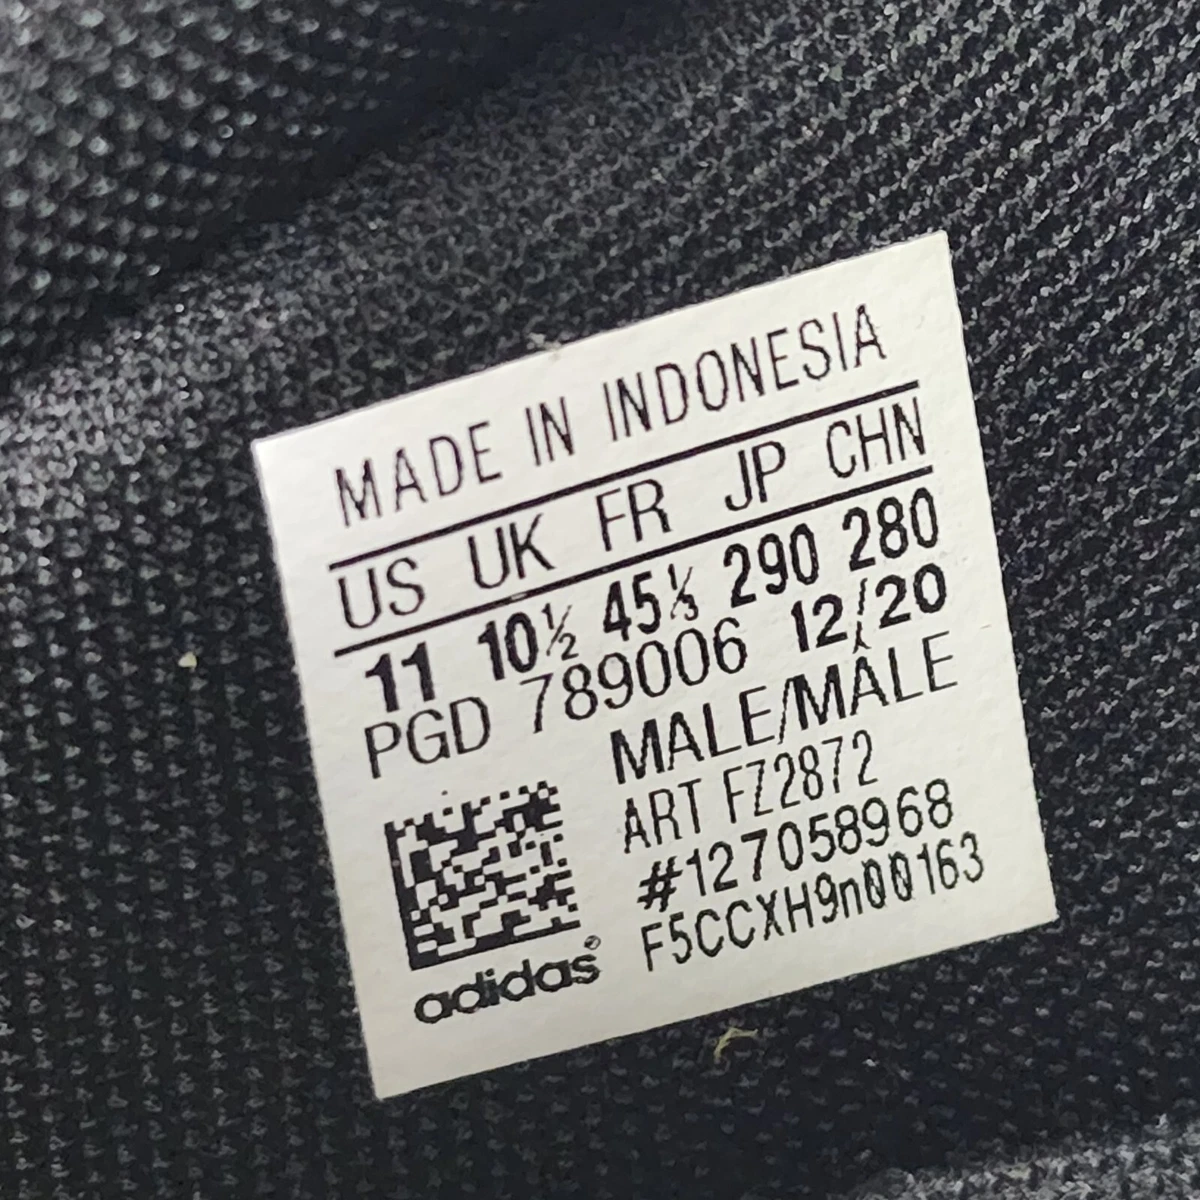 MADE IN INDONESIA
US UK FR JP CHN
11 10½ 45⅓ 290 280
PGD 789006 12/20
MALE/MÂLE
ART FZ2872
#127058968
F5CCXH9n00163
adidas®